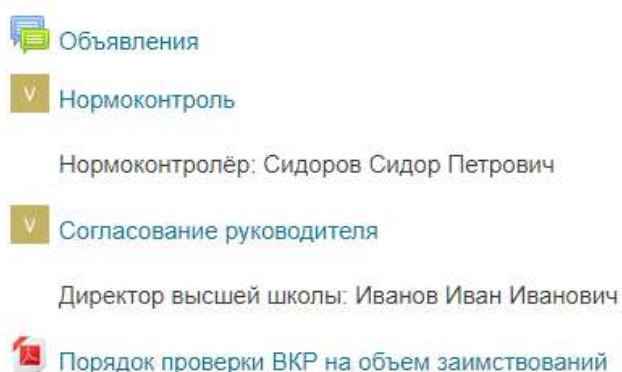 Объявления
V Нормоконтроль
Нормоконтролёр: Сидоров Сидор Петрович
V Согласование руководителя
Директор высшей школы: Иванов Иван Иванович
Порядок проверки ВКР на объем заимствований